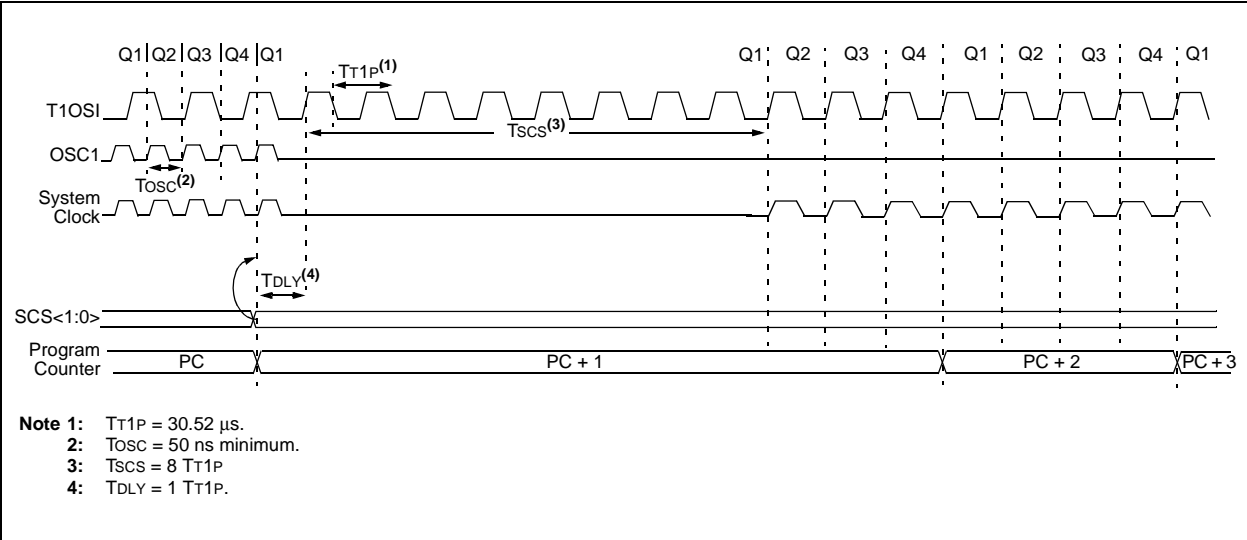 Q1 Q2 Q3 Q4 Q1 Q1 Q2 Q3 Q4 Q1 Q2 Q3 Q4 Q1
TT1P(1)
T1OSI
TSCS(3)
OSC1
TOSC(2)
System
Clock
TDLY(4)
SCS<1:0>
Program
Counter
PC PC + 1 PC + 2 PC + 3
Note 1: TT1P = 30.52 μs.
2: TOSC = 50 ns minimum.
3: TSCS = 8 TT1P
4: TDLY = 1 TT1P.